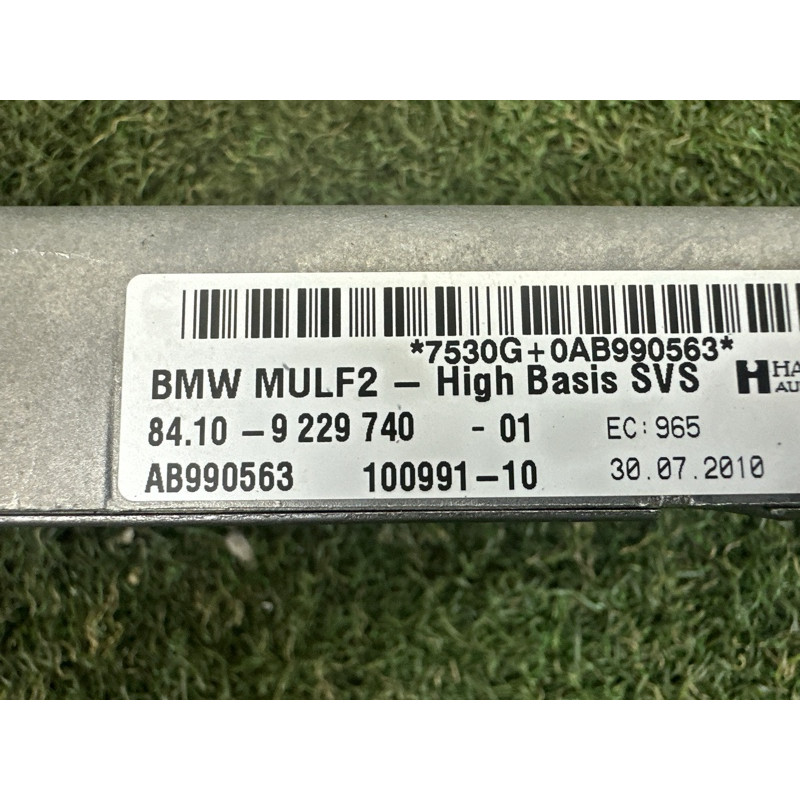 *7530G+0AB990563*
BMW MULF2 – High Basis SVS
84.10 – 9 229 740 - 01 EC: 965
AB990563 100991–10 30.07.2010